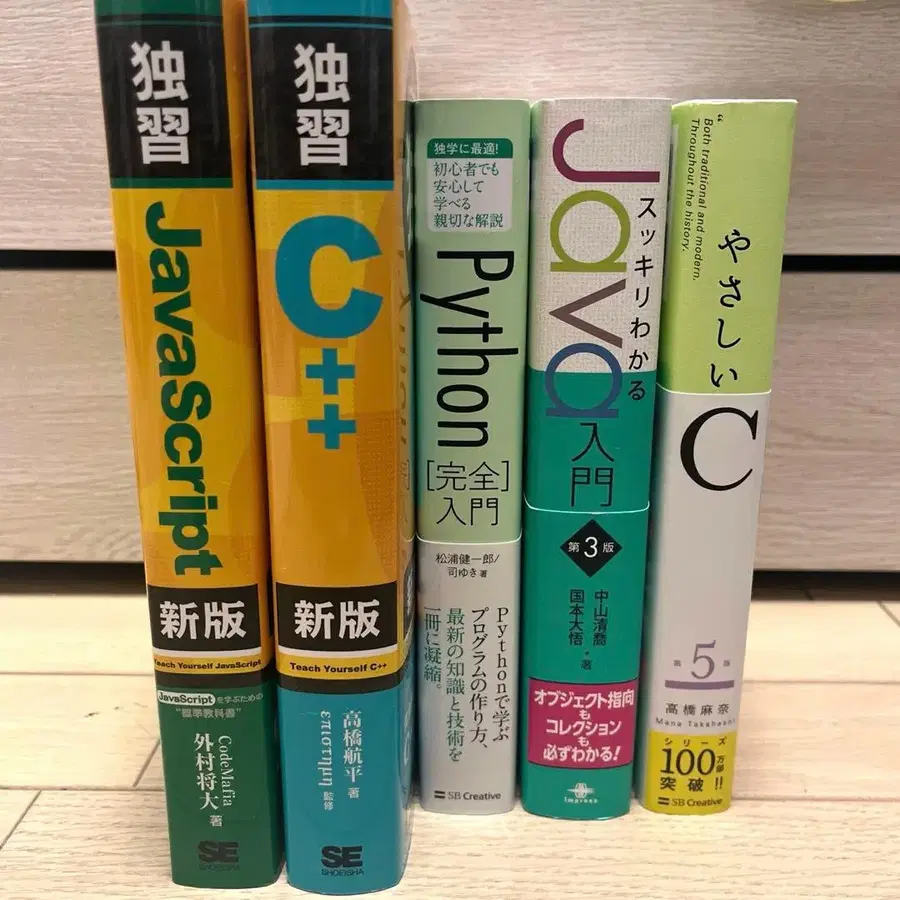 独習
JavaScript
新版
Teach Yourself JavaScript
JavaScriptを学ぶための
“標準教科書”
CodeMafia
外村将大 著
SE
SHOEISHA
独習
C++
新版
Teach Yourself C++
高橋航平 著
επιστημη 監修
SE
SHOEISHA
独学に最適!
初心者でも
安心して
学べる
親切な解説
Python
[完全]
入門
松浦健一郎/
司ゆき 著
Pythonで学ぶ
プログラムの作り方、
最新の知識と技術を
一冊に凝縮。
SB Creative
スッキリわかる
Java
入門
第3版
中山清喬
国本大悟・著
オブジェクト指向
も
コレクション
も
必ずわかる!
impress
“Both traditional and modern.
Throughout the history.
やさしい
C
第5版
高橋麻奈
Mana Takahashi
シリーズ
100万部
突破!!
SB Creative